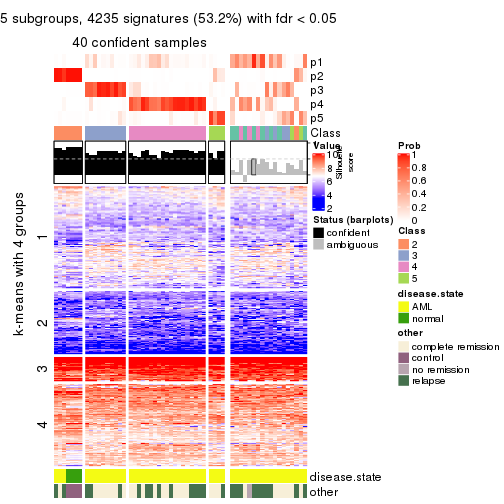 5 subgroups, 4235 signatures (53.2%) with fdr < 0.05
40 confident samples
p1
p2
p3
p4
p5
Class
Value
10
8
6
4
2
Silhouette
score
Status (barplots)
confident
ambiguous
Prob
1
0.8
0.6
0.4
0.2
0
Class
2
3
4
5
disease.state
AML
normal
other
complete remission
control
no remission
relapse
k-means with 4 groups
1
2
3
4
disease.state
other